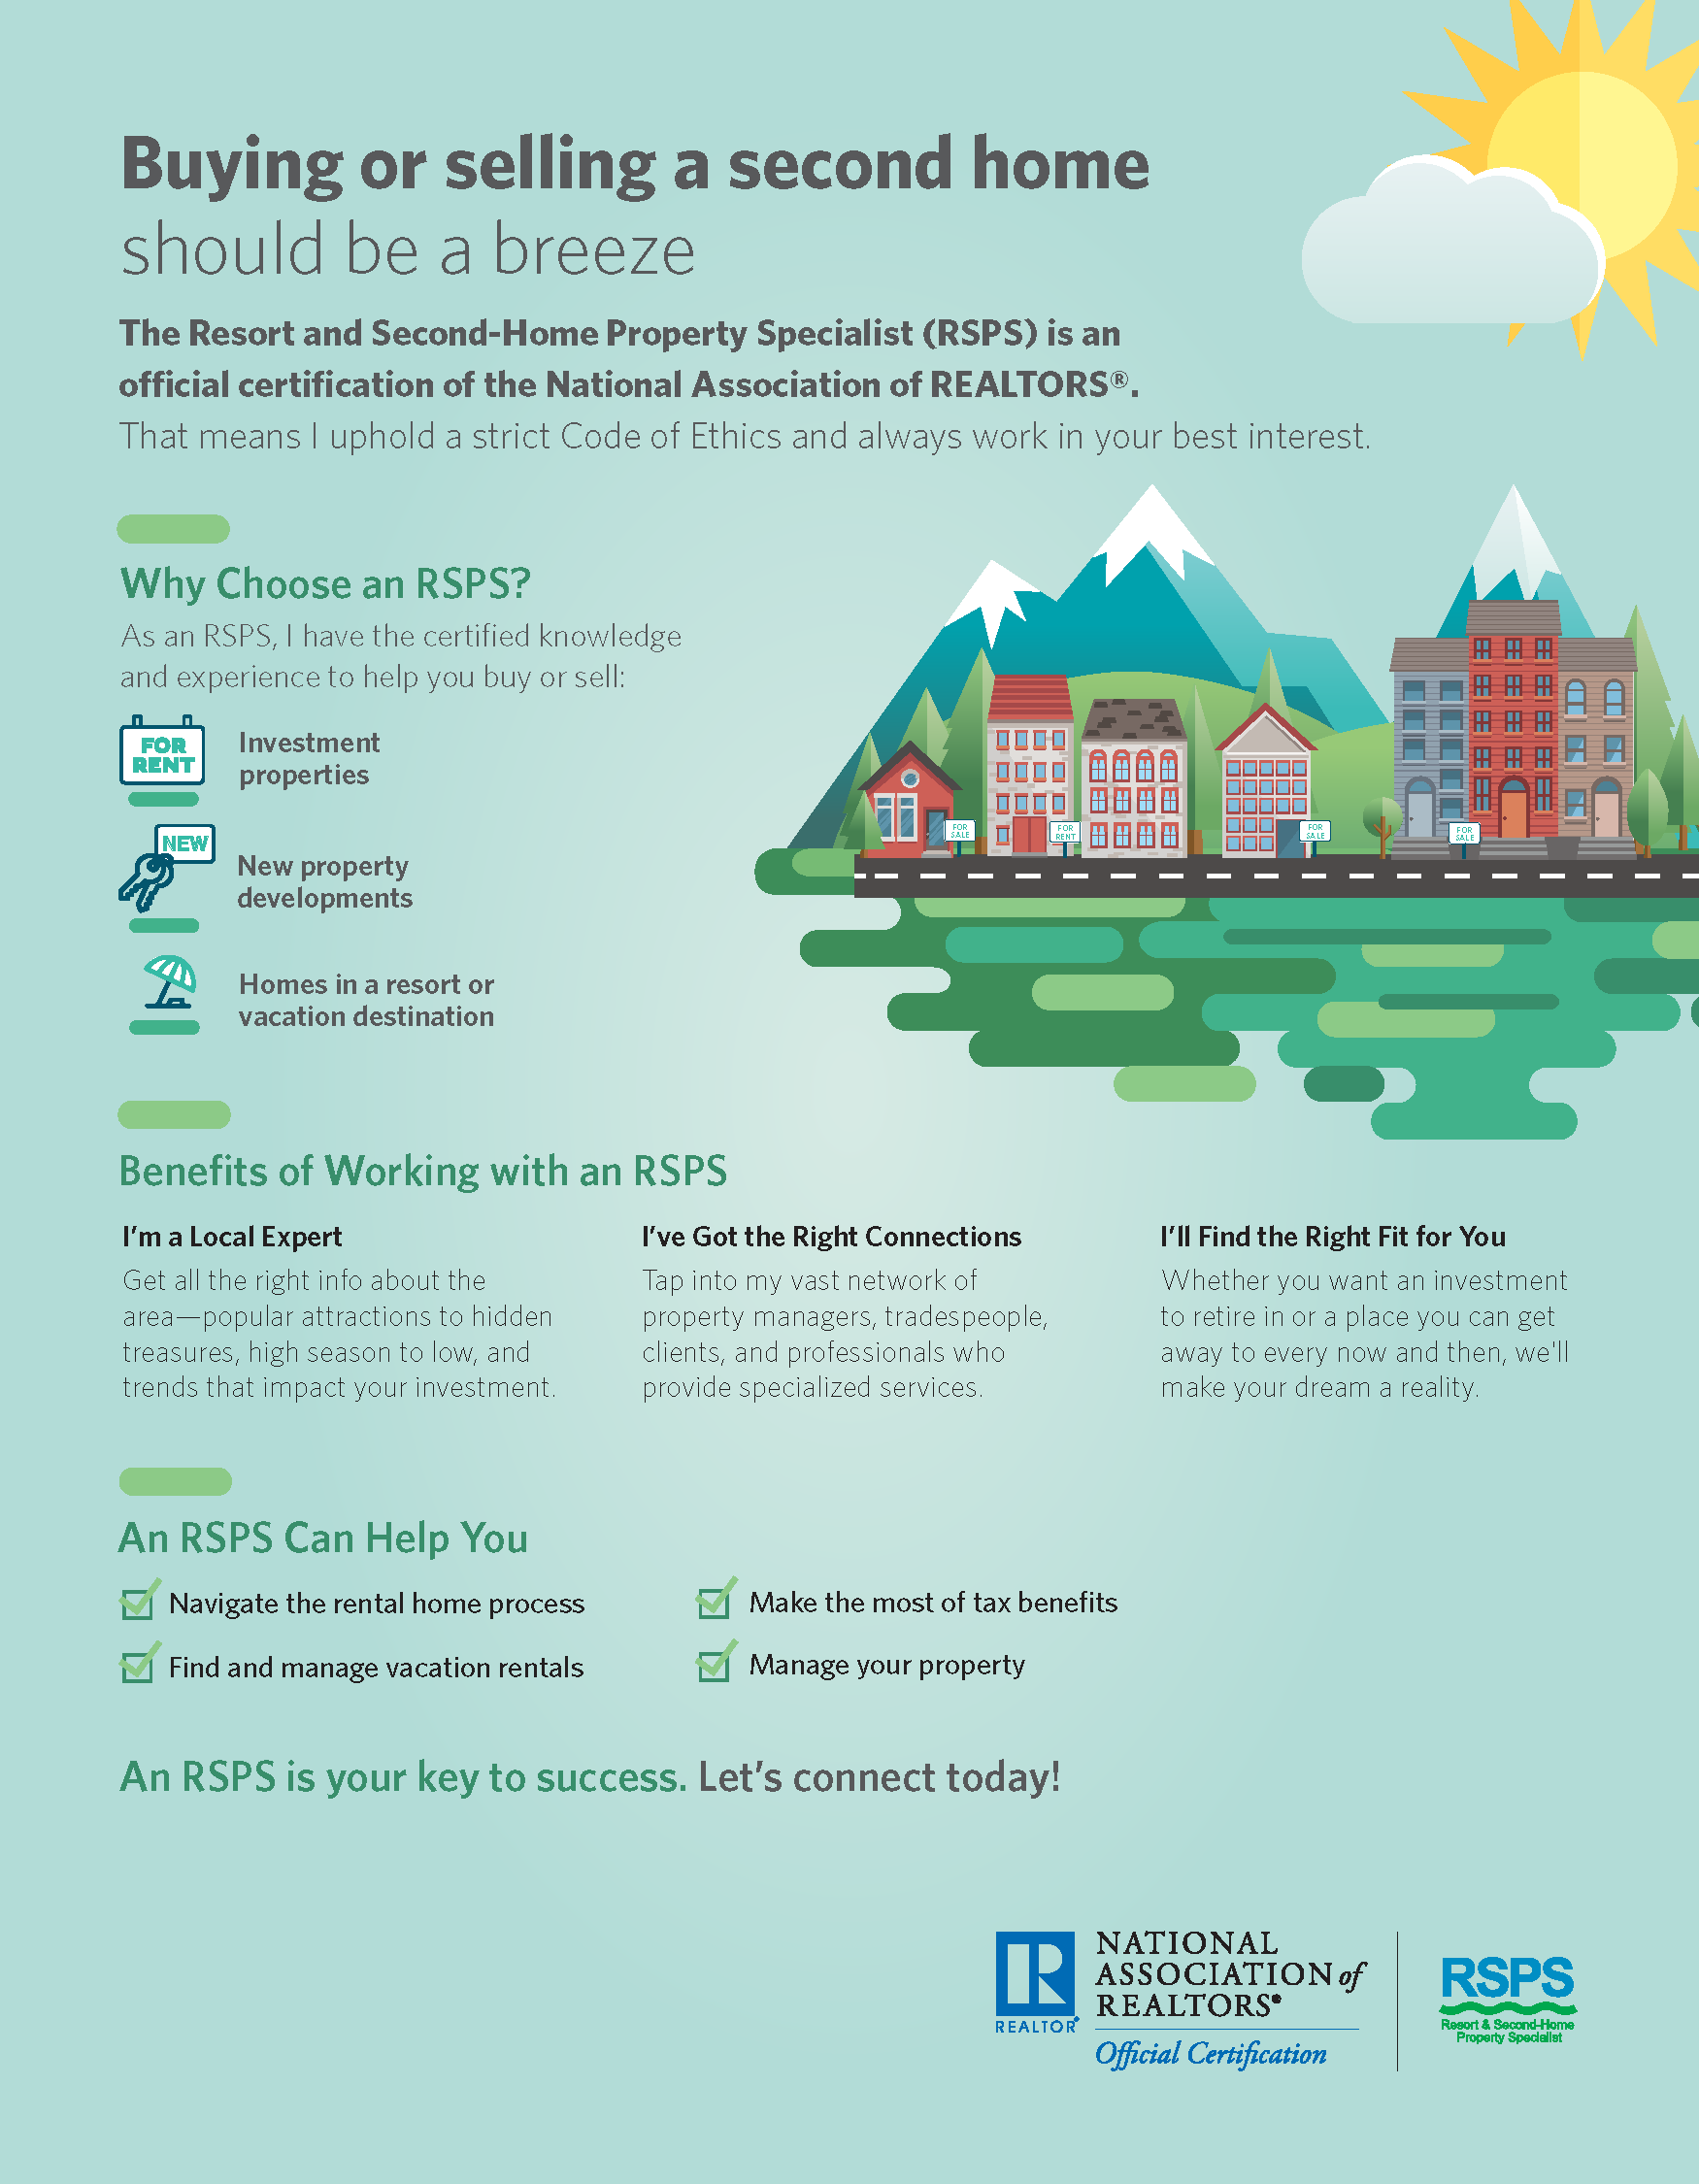 Buying or selling a second home
should be a breeze
The Resort and Second-Home Property Specialist (RSPS) is an
official certification of the National Association of REALTORS®.
That means I uphold a strict Code of Ethics and always work in your best interest.
Why Choose an RSPS?
As an RSPS, I have the certified knowledge
and experience to help you buy or sell:
FOR
RENT
Investment
properties
NEW
New property
developments
Homes in a resort or
vacation destination
FOR
SALE
FOR
RENT
FOR
SALE
FOR
SALE
Benefits of Working with an RSPS
I'm a Local Expert
Get all the right info about the
area—popular attractions to hidden
treasures, high season to low, and
trends that impact your investment.
I've Got the Right Connections
Tap into my vast network of
property managers, tradespeople,
clients, and professionals who
provide specialized services.
I'll Find the Right Fit for You
Whether you want an investment
to retire in or a place you can get
away to every now and then, we'll
make your dream a reality.
An RSPS Can Help You
Navigate the rental home process
Find and manage vacation rentals
Make the most of tax benefits
Manage your property
An RSPS is your key to success. Let's connect today!
R
REALTOR®
NATIONAL
ASSOCIATION of
REALTORS®
Official Certification
RSPS
Resort & Second-Home
Property Specialist